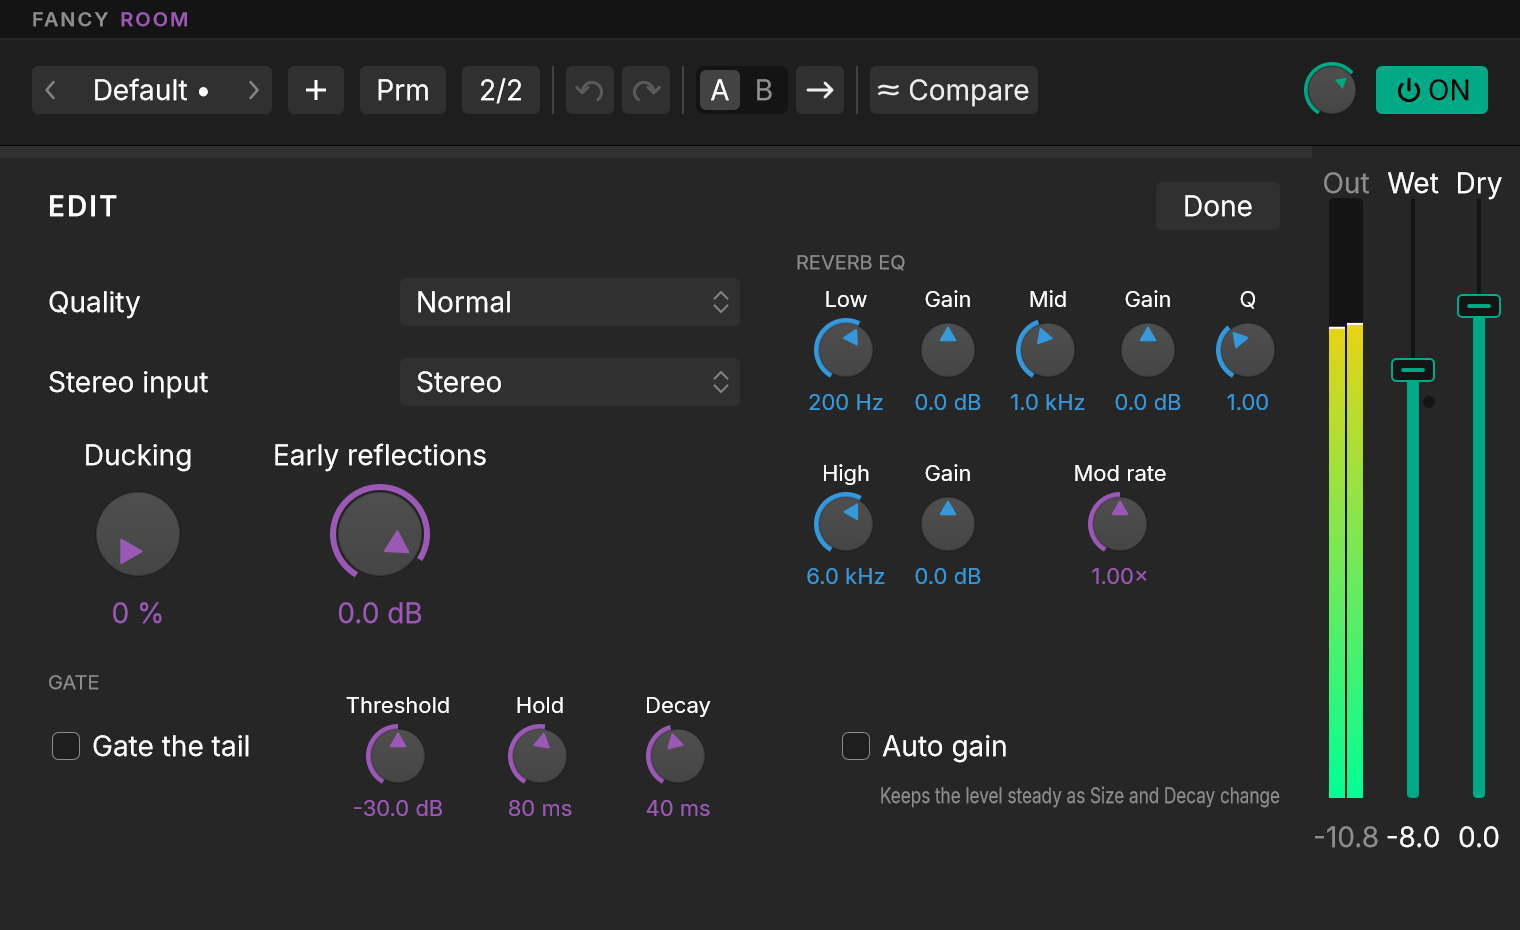 FANCY ROOM
Default • + Prm 2/2 A B → ≈ Compare ON
Out Wet Dry
EDIT Done
REVERB EQ
Quality Normal
Low Gain Mid Gain Q
200 Hz 0.0 dB 1.0 kHz 0.0 dB 1.00
Stereo input Stereo
Ducking Early reflections
High Gain Mod rate
6.0 kHz 0.0 dB 1.00×
0 % 0.0 dB
GATE
Threshold Hold Decay
Gate the tail Auto gain
Keeps the level steady as Size and Decay change
-30.0 dB 80 ms 40 ms
-10.8 -8.0 0.0